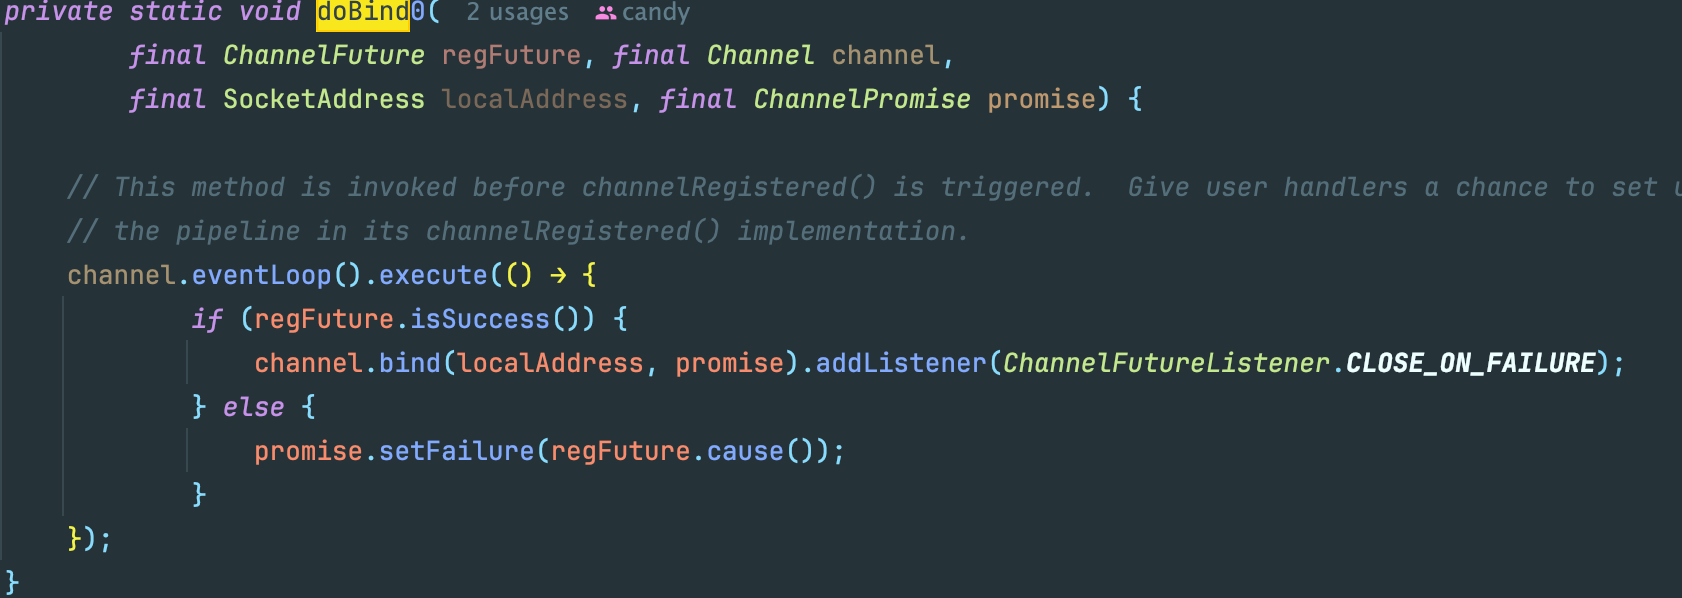 private static void doBind0(  2 usages  candy
        final ChannelFuture regFuture, final Channel channel,
        final SocketAddress localAddress, final ChannelPromise promise) {
    // This method is invoked before channelRegistered() is triggered.  Give user handlers a chance to set
    // the pipeline in its channelRegistered() implementation.
    channel.eventLoop().execute(() → {
            if (regFuture.isSuccess()) {
                channel.bind(localAddress, promise).addListener(ChannelFutureListener.CLOSE_ON_FAILURE);
            } else {
                promise.setFailure(regFuture.cause());
            }
    });
}